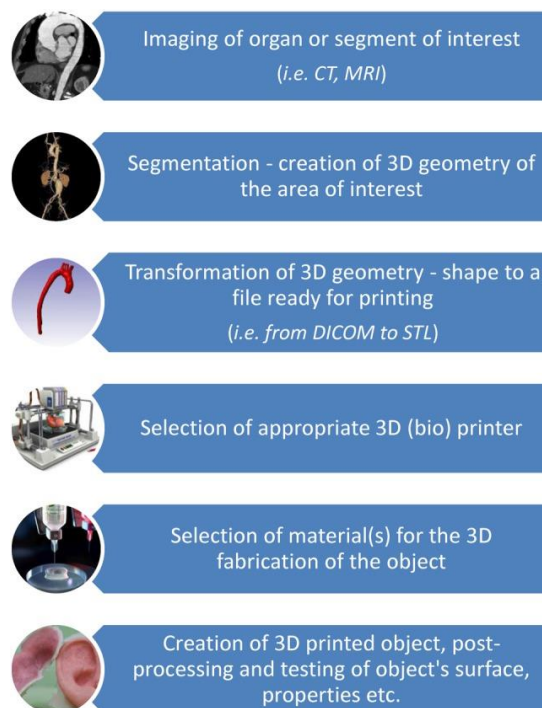 Imaging of organ or segment of interest
(i.e. CT, MRI)
Segmentation - creation of 3D geometry of
the area of interest
Transformation of 3D geometry - shape to a
file ready for printing
(i.e. from DICOM to STL)
Selection of appropriate 3D (bio) printer
Selection of material(s) for the 3D
fabrication of the object
Creation of 3D printed object, post-
processing and testing of object's surface,
properties etc.